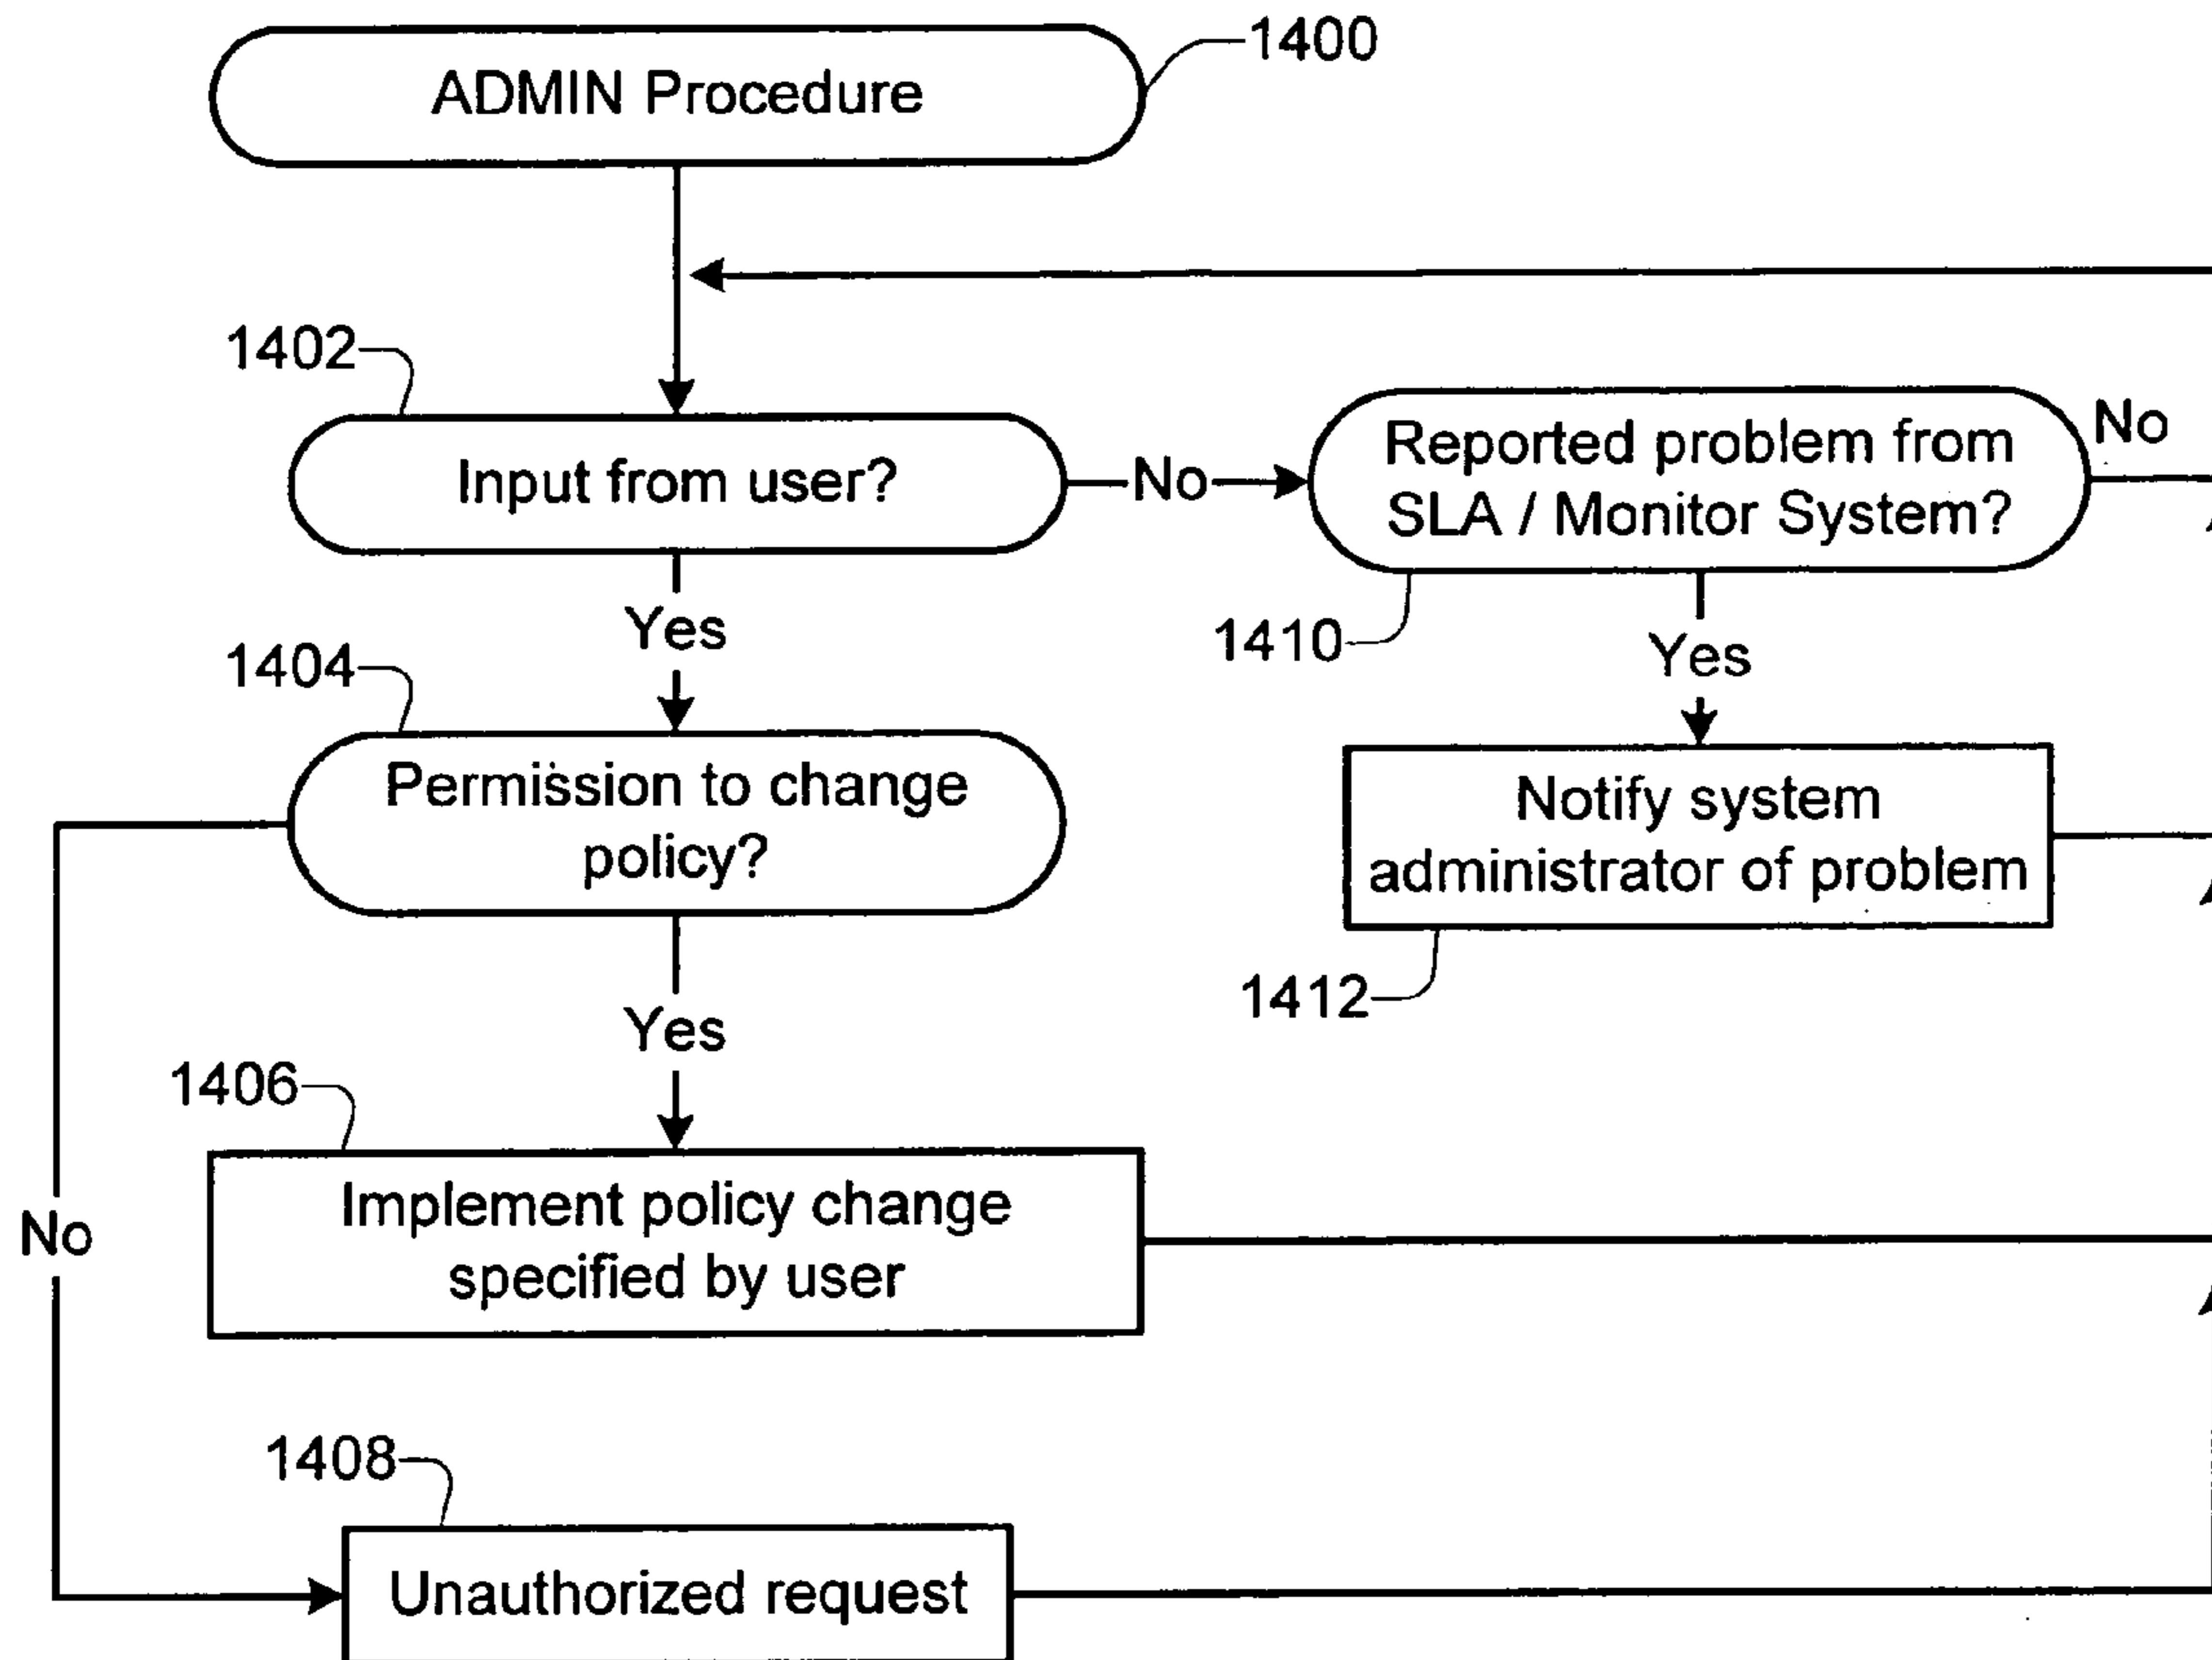 ADMIN Procedure
1400
1402
Input from user?
No
Reported problem from
SLA / Monitor System?
No
1410
Yes
Yes
1404
Permission to change
policy?
Notify system
administrator of problem
1412
Yes
1406
Implement policy change
specified by user
No
1408
Unauthorized request